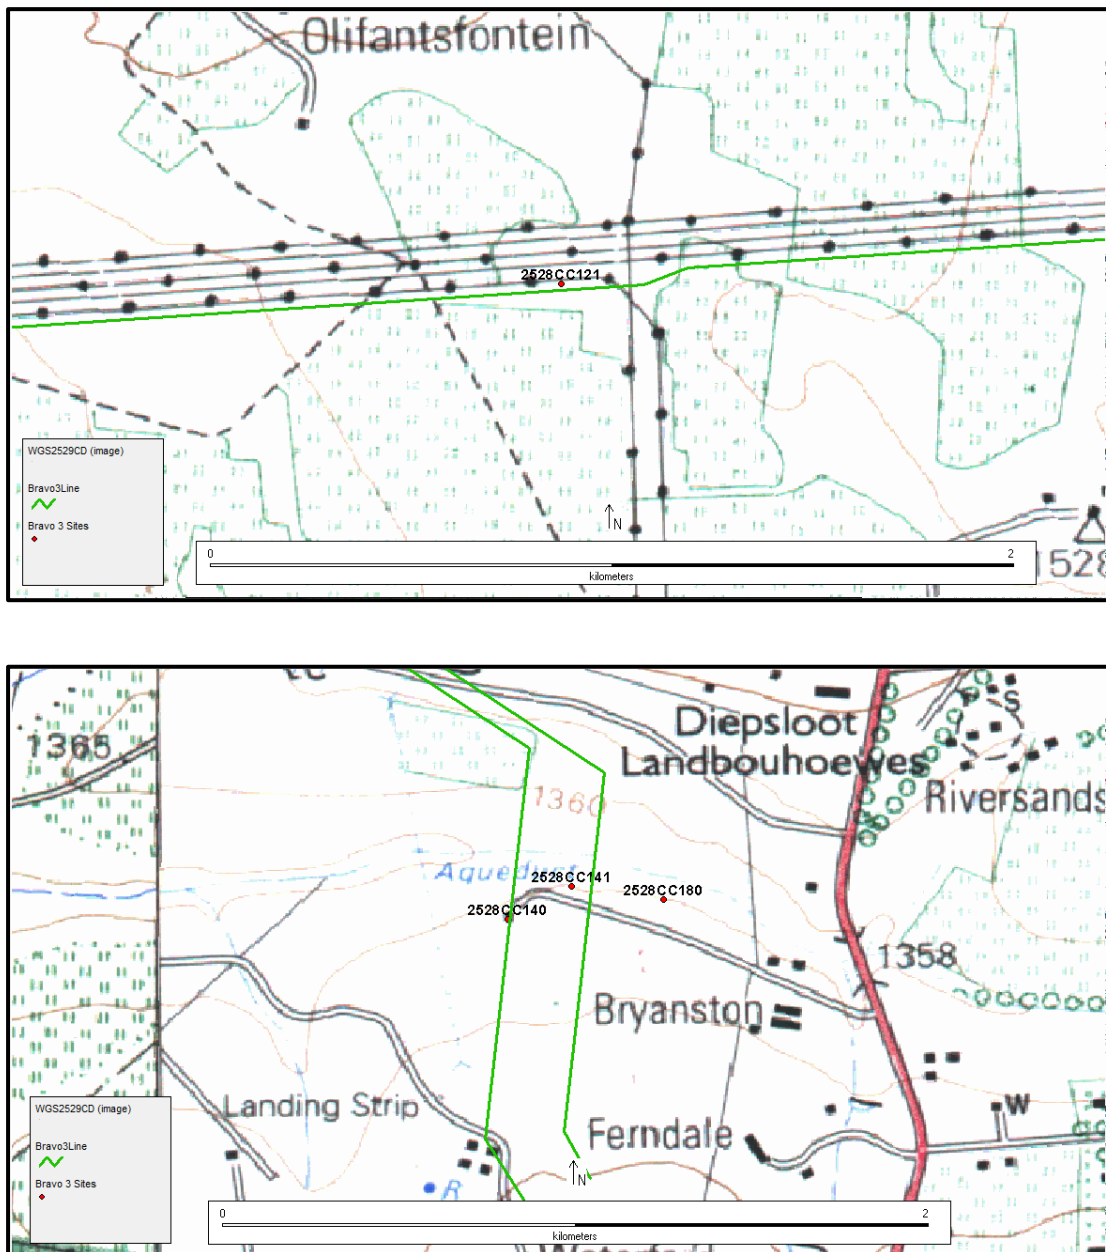 Olifantsfontein
2528CC121
WGS2529CD (image)
Bravo3Line
Bravo 3 Sites
N
0
2
kilometers
1528
Diepsloot
Landbouhoewes
S
1365
1360
Riversands
Aqueduct
2528CC141
2528CC180
2528CC140
1358
Bryanston
Landing Strip
Ferndale
W
WGS2529CD (image)
Bravo3Line
Bravo 3 Sites
R
N
0
2
kilometers